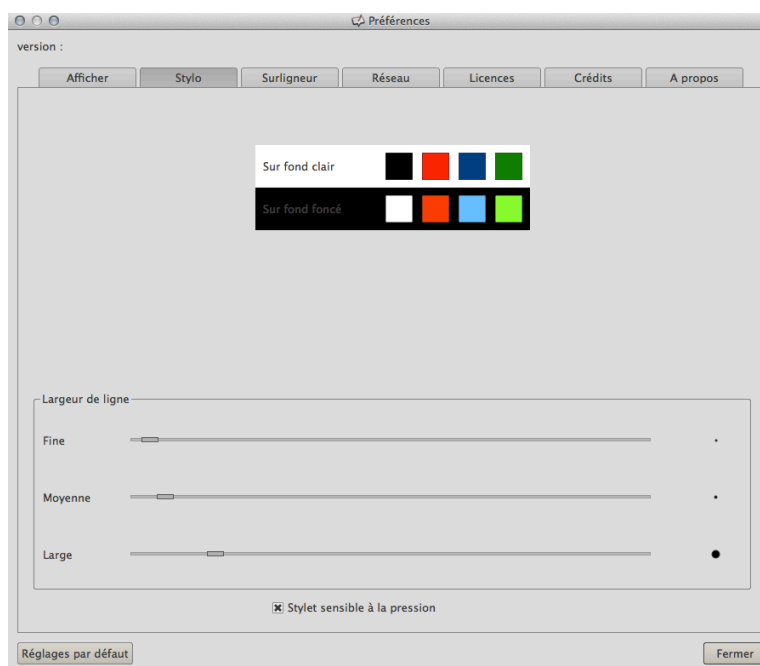 Préférences
version :
Afficher Stylo Surligneur Réseau Licences Crédits A propos
Sur fond clair
Sur fond foncé
Largeur de ligne
Fine
Moyenne
Large
Stylet sensible à la pression
Réglages par défaut Fermer